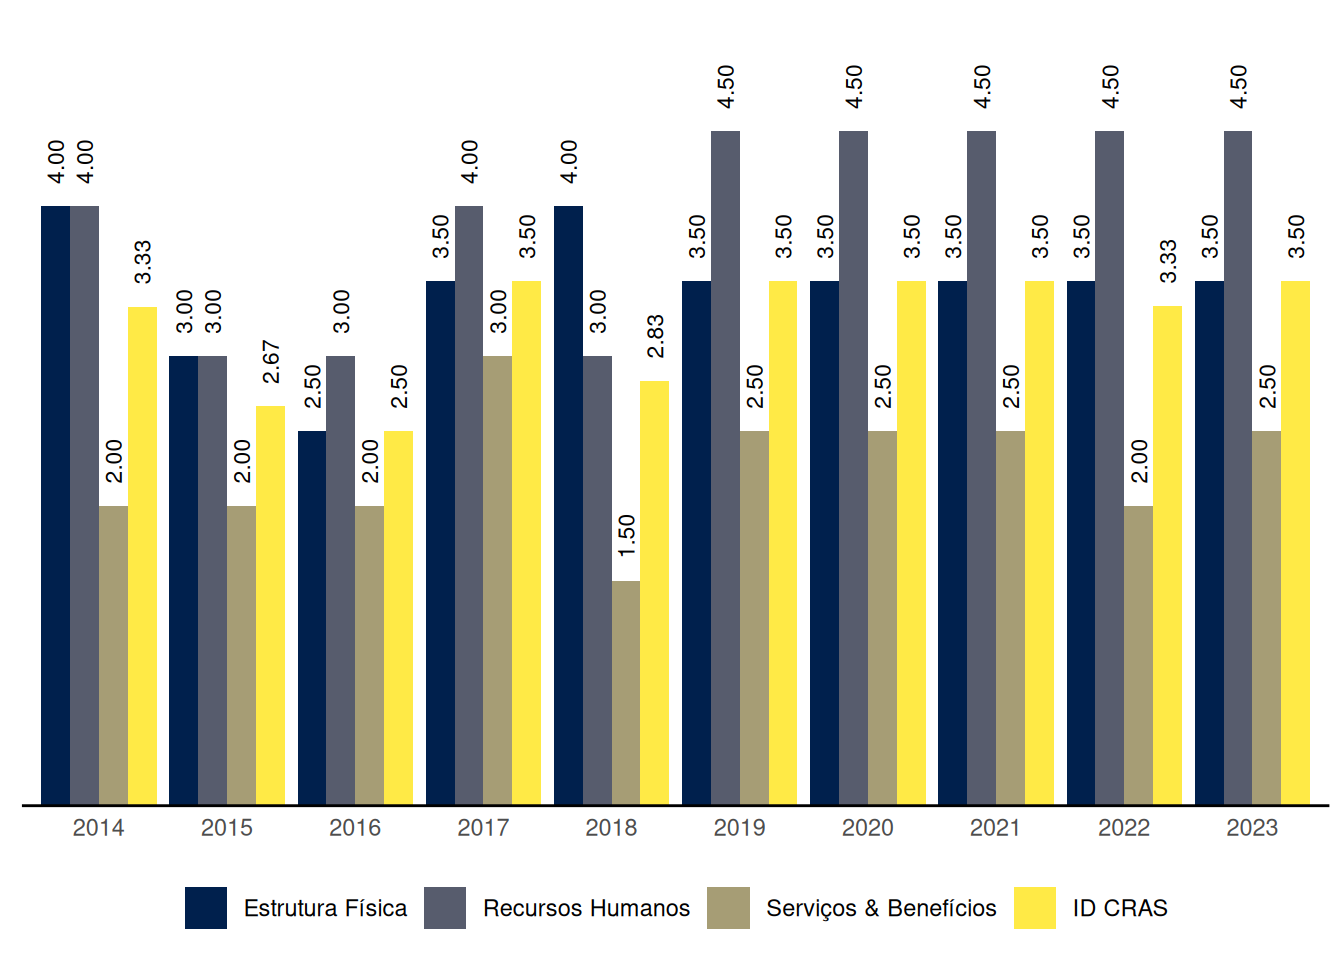 4.00 4.00 2.00 3.33
3.00 3.00 2.00 2.67
2.50 3.00 2.00 2.50
3.50 4.00 3.00 3.50
4.00 3.00 1.50 2.83
3.50 4.50 2.50 3.50
3.50 4.50 2.50 3.50
3.50 4.50 2.50 3.50
3.50 4.50 2.00 3.33
3.50 4.50 2.50 3.50
2014 2015 2016 2017 2018 2019 2020 2021 2022 2023
Estrutura Física Recursos Humanos Serviços & Benefícios ID CRAS